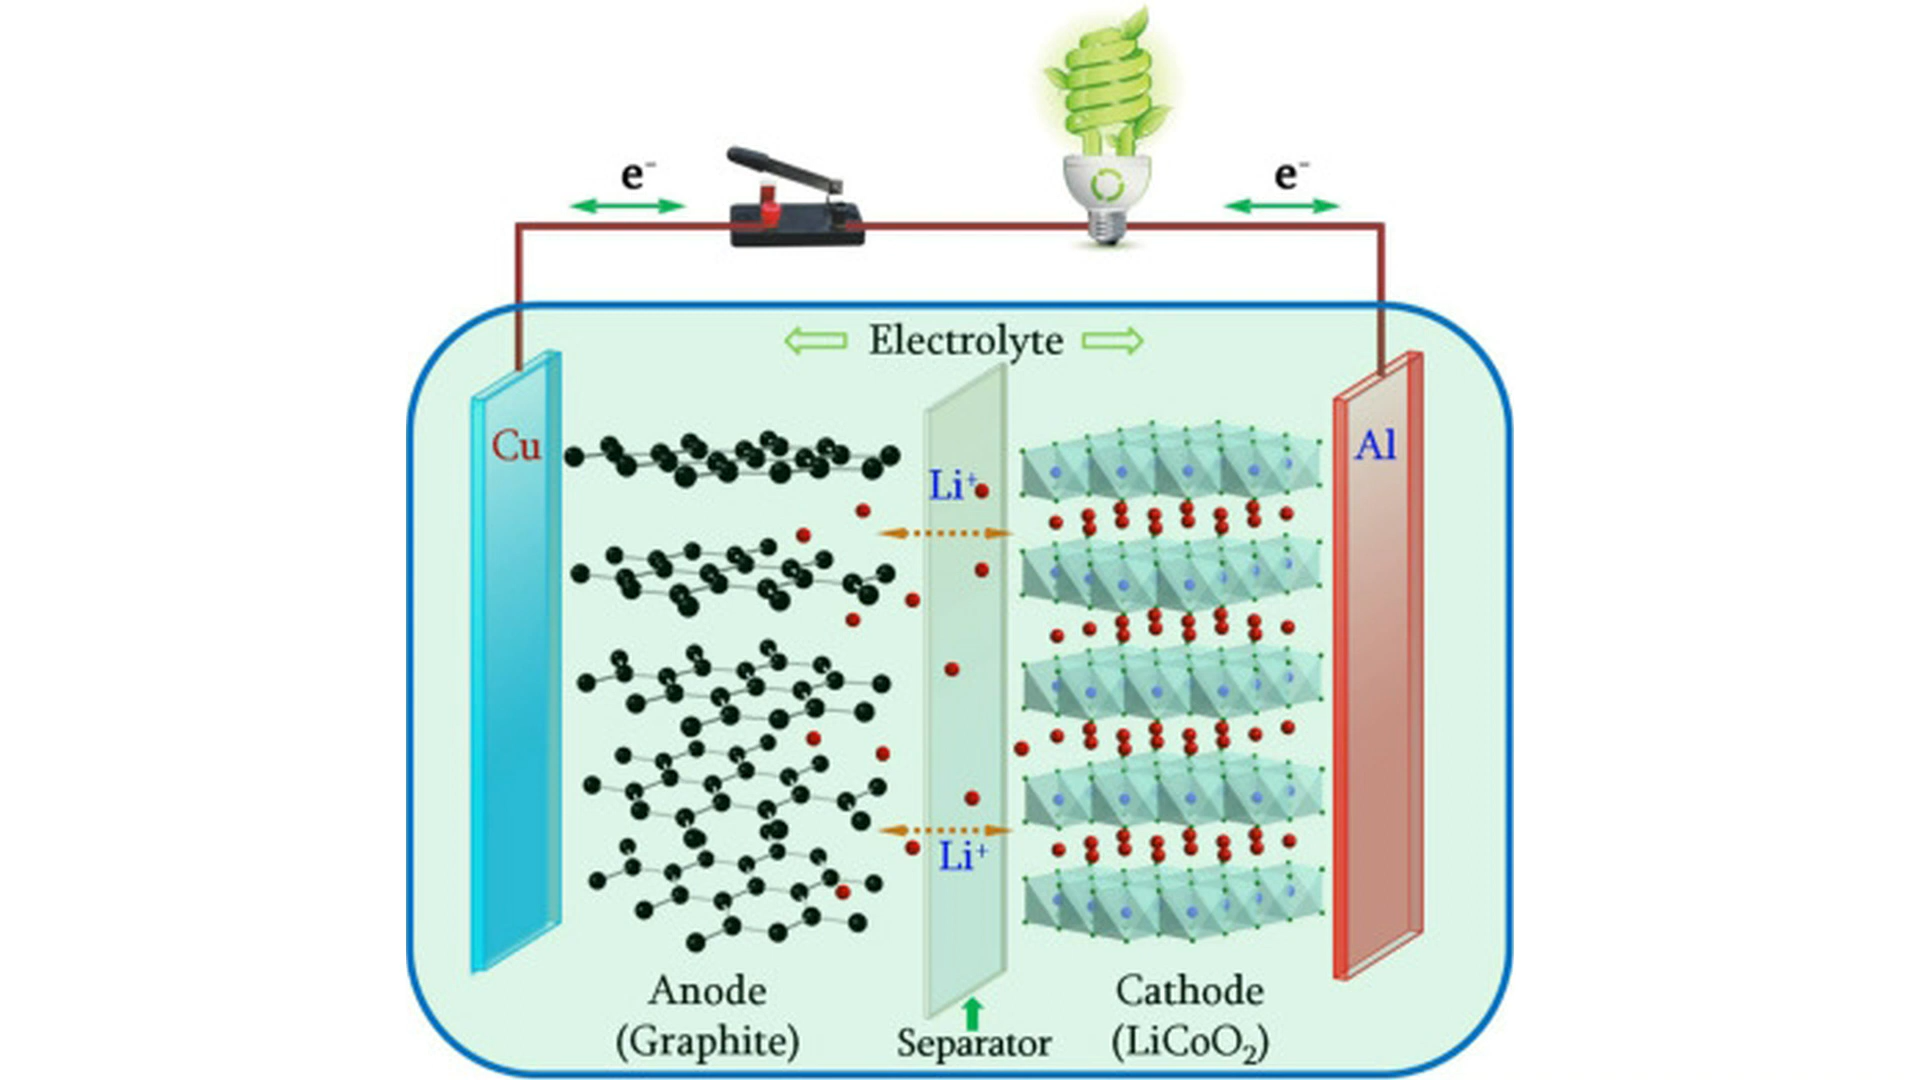 e⁻
e⁻
Electrolyte
Cu
Al
Li⁺
Li⁺
Anode
(Graphite)
Separator
Cathode
(LiCoO₂)